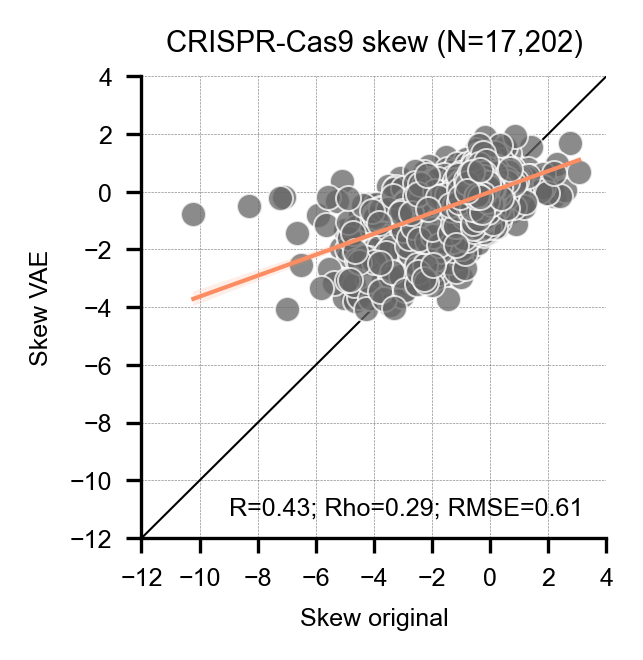 CRISPR-Cas9 skew (N=17,202)
4
2
0
−2
−4
−6
−8
−10
−12
Skew VAE
R=0.43; Rho=0.29; RMSE=0.61
−12 −10 −8 −6 −4 −2 0 2 4
Skew original